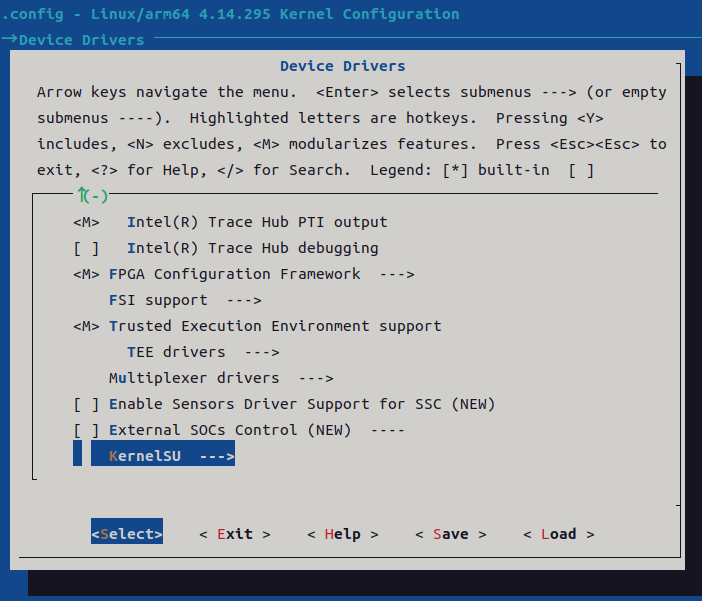 .config - Linux/arm64 4.14.295 Kernel Configuration
→Device Drivers
Device Drivers
Arrow keys navigate the menu.  <Enter> selects submenus ---> (or empty
submenus ----).  Highlighted letters are hotkeys.  Pressing <Y>
includes, <N> excludes, <M> modularizes features.  Press <Esc><Esc> to
exit, <?> for Help, </> for Search.  Legend: [*] built-in  [ ]
↑(-)
<M>   Intel(R) Trace Hub PTI output
[ ]   Intel(R) Trace Hub debugging
<M> FPGA Configuration Framework  --->
FSI support  --->
<M> Trusted Execution Environment support
TEE drivers  --->
Multiplexer drivers  --->
[ ] Enable Sensors Driver Support for SSC (NEW)
[ ] External SOCs Control (NEW)  ----
KernelSU  --->
<Select>    < Exit >    < Help >    < Save >    < Load >